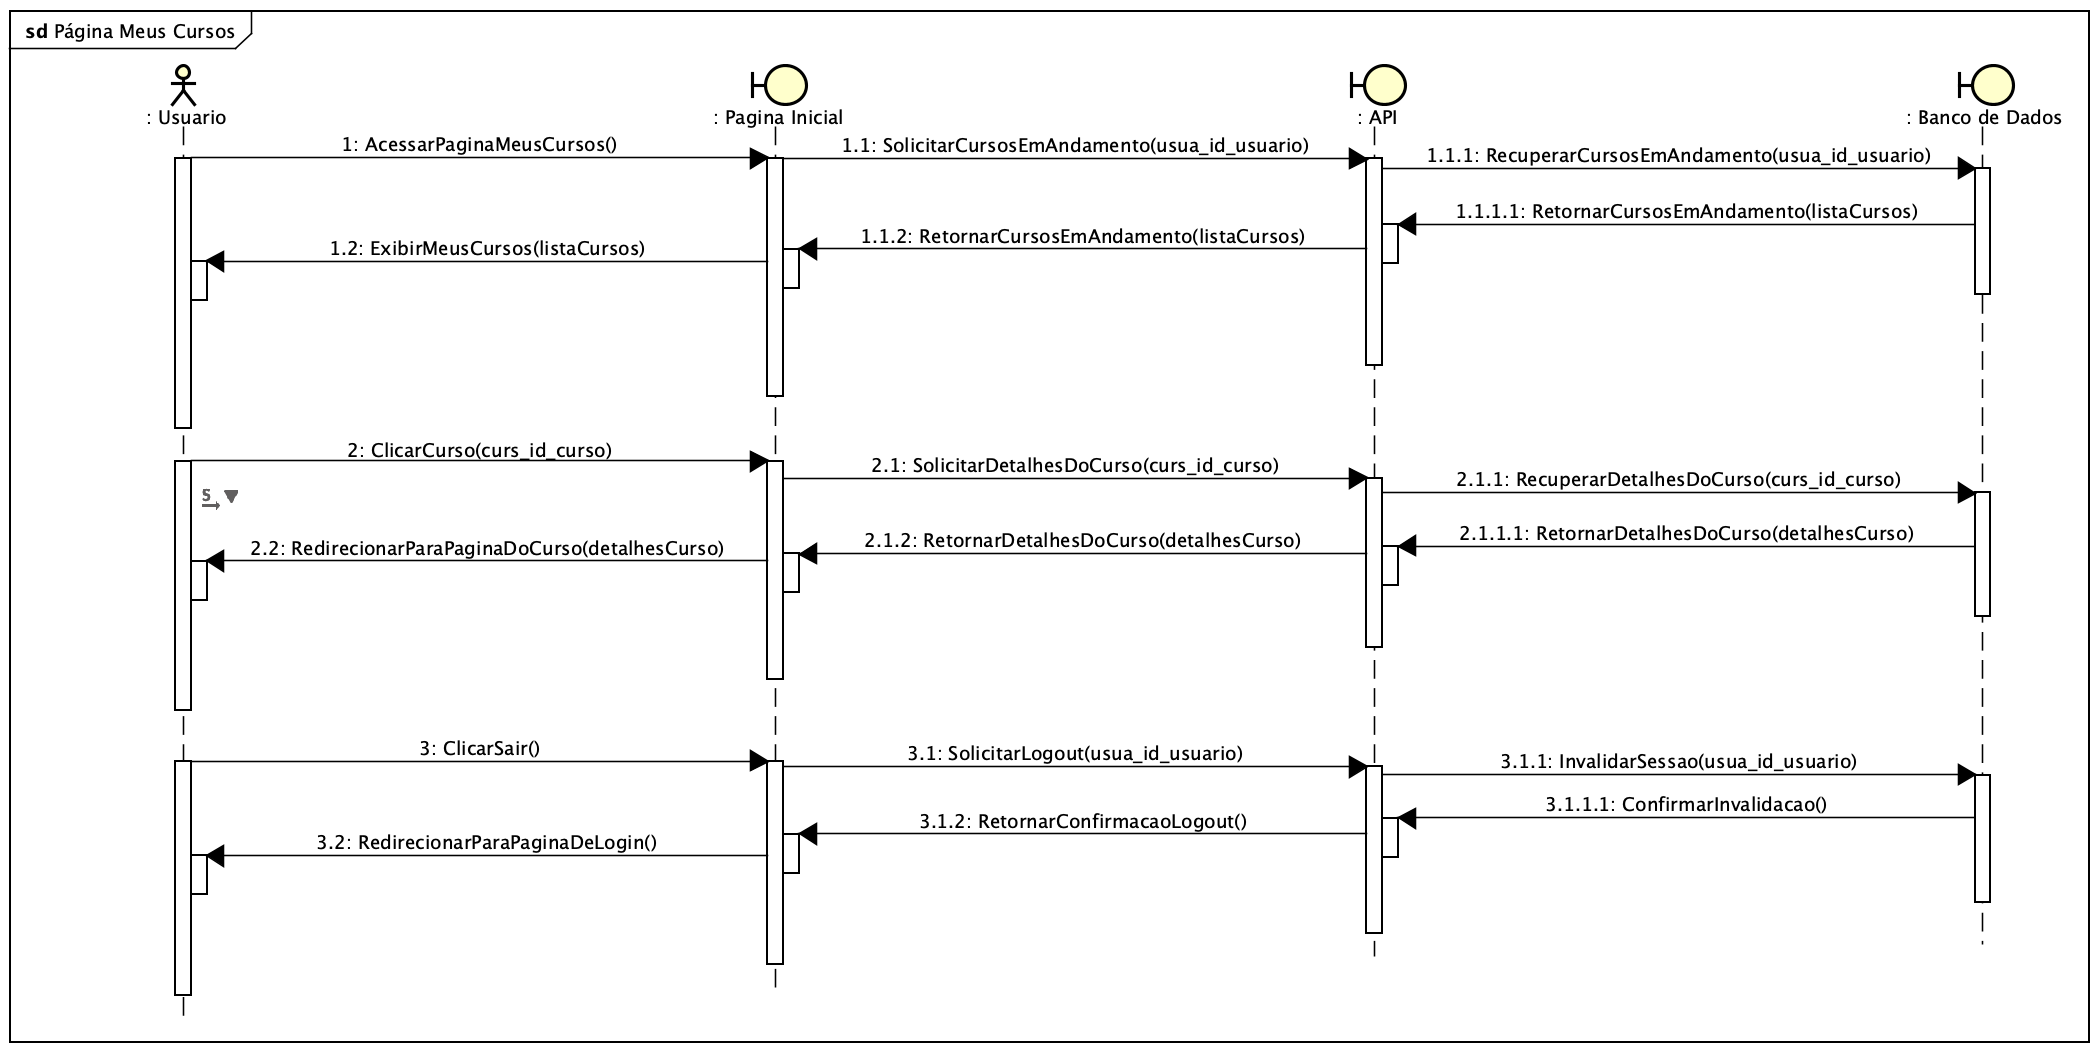 sd Página Meus Cursos
: Usuario
: Pagina Inicial
: API
: Banco de Dados
1: AcessarPaginaMeusCursos()
1.1: SolicitarCursosEmAndamento(usua_id_usuario)
1.1.1: RecuperarCursosEmAndamento(usua_id_usuario)
1.1.1.1: RetornarCursosEmAndamento(listaCursos)
1.1.2: RetornarCursosEmAndamento(listaCursos)
1.2: ExibirMeusCursos(listaCursos)
2: ClicarCurso(curs_id_curso)
2.1: SolicitarDetalhesDoCurso(curs_id_curso)
2.1.1: RecuperarDetalhesDoCurso(curs_id_curso)
S
2.1.1.1: RetornarDetalhesDoCurso(detalhesCurso)
2.1.2: RetornarDetalhesDoCurso(detalhesCurso)
2.2: RedirecionarParaPaginaDoCurso(detalhesCurso)
3: ClicarSair()
3.1: SolicitarLogout(usua_id_usuario)
3.1.1: InvalidarSessao(usua_id_usuario)
3.1.1.1: ConfirmarInvalidacao()
3.1.2: RetornarConfirmacaoLogout()
3.2: RedirecionarParaPaginaDeLogin()